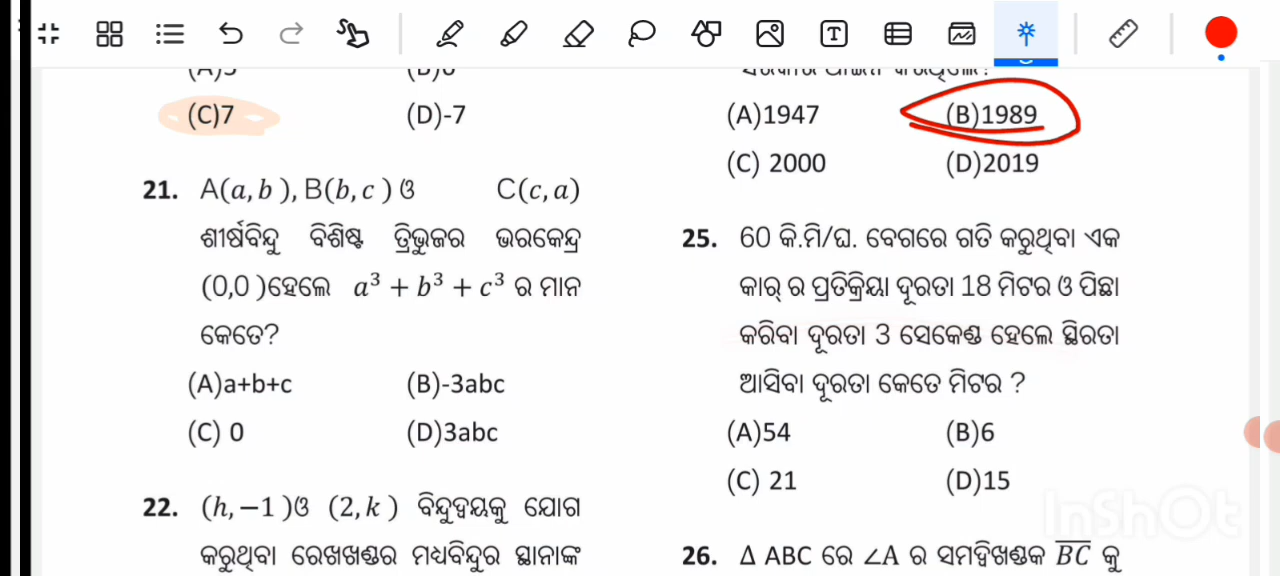 (C)7 (D)-7
21. A(a, b ), B(b, c ) ଓ C(c, a)
ଶୀର୍ଷବିନ୍ଦୁ ବିଶିଷ୍ଟ ତ୍ରିଭୁଜର ଭରକେନ୍ଦ୍ର
(0,0 )ହେଲେ a³ + b³ + c³ ର ମାନ
କେତେ?
(A)a+b+c (B)-3abc
(C) 0 (D)3abc
22. (h, −1 )ଓ (2, k ) ବିନ୍ଦୁଦ୍ୱୟକୁ ଯୋଗ
କରୁଥିବା ରେଖଖଣ୍ଡର ମଧ୍ୟବିନ୍ଦୁର ସ୍ଥାନାଙ୍କ
(A)1947 (B)1989
(C) 2000 (D)2019
25. 60 କି.ମି/ଘ. ବେଗରେ ଗତି କରୁଥିବା ଏକ
କାର୍ ର ପ୍ରତିକ୍ରିୟା ଦୂରତା 18 ମିଟର ଓ ପିଛା
କରିବା ଦୂରତା 3 ସେକେଣ୍ଡ ହେଲେ ସ୍ଥିରତା
ଆସିବା ଦୂରତା କେତେ ମିଟର ?
(A)54 (B)6
(C) 21 (D)15
26. Δ ABC ରେ ∠A ର ସମଦ୍ୱିଖଣ୍ଡକ BC କୁ
InShOt